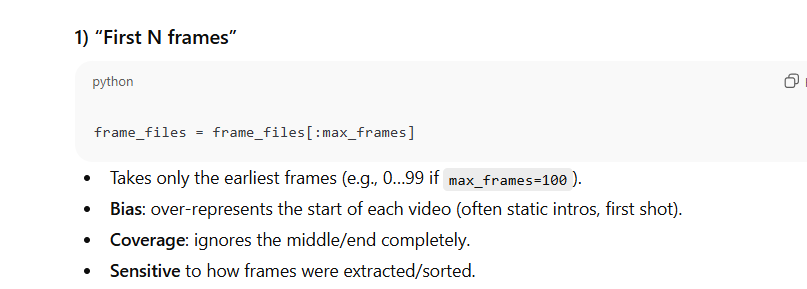 1) “First N frames”
python
frame_files = frame_files[:max_frames]
Takes only the earliest frames (e.g., 0…99 if max_frames=100).
Bias: over-represents the start of each video (often static intros, first shot).
Coverage: ignores the middle/end completely.
Sensitive to how frames were extracted/sorted.